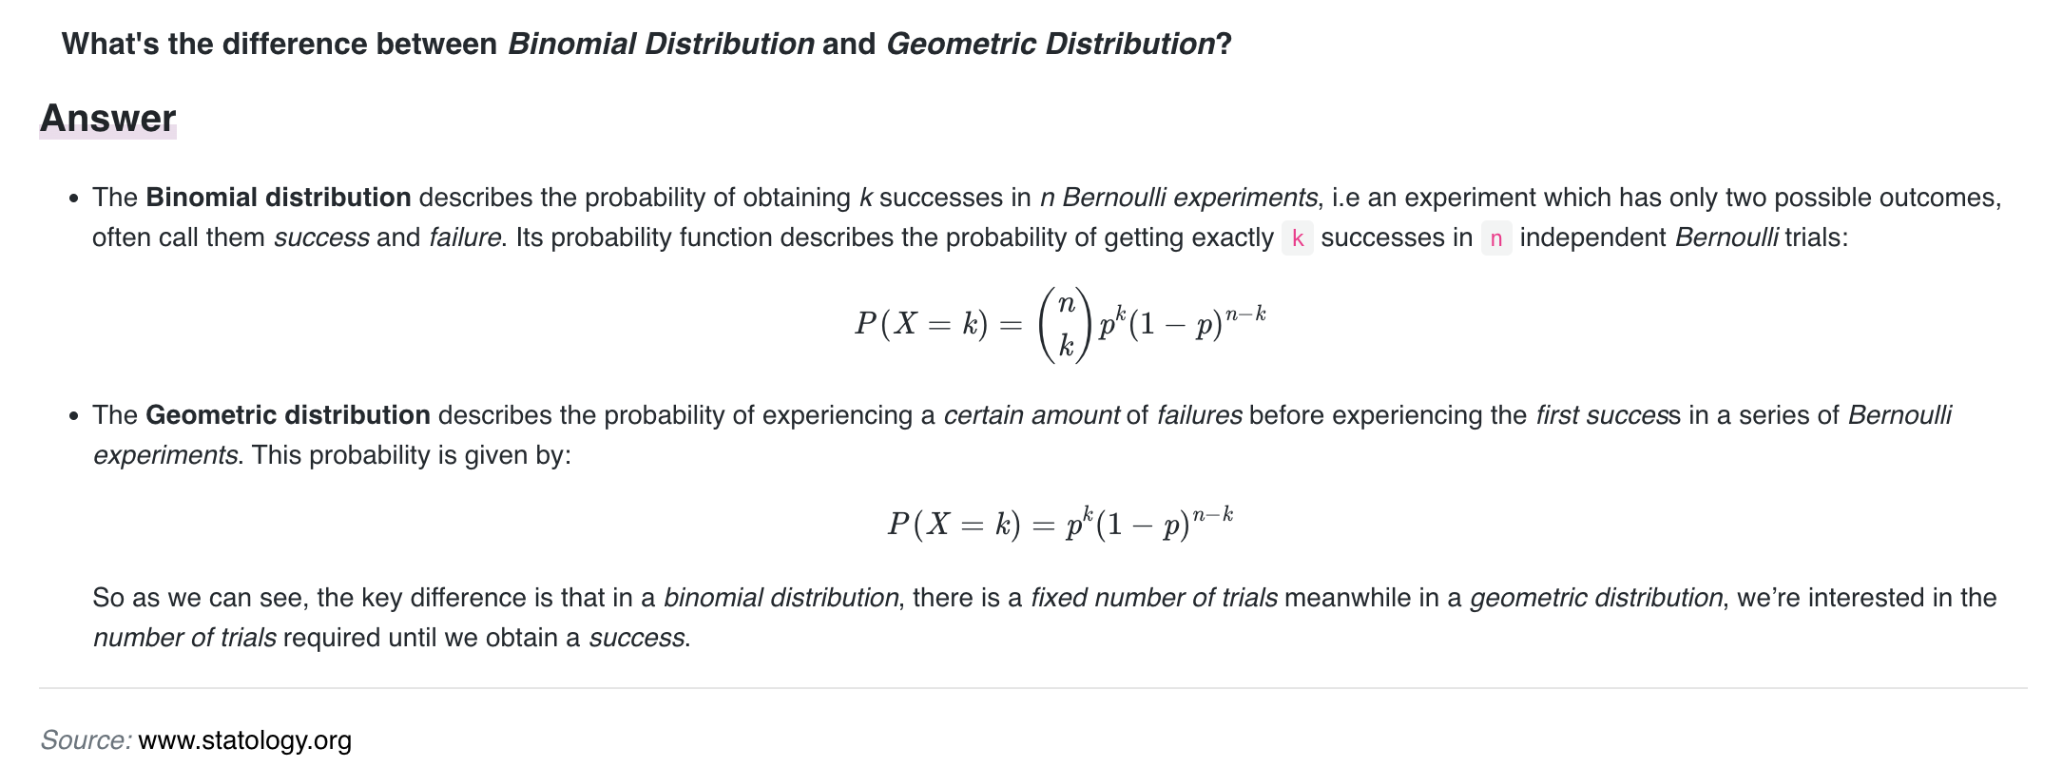 What's the difference between Binomial Distribution and Geometric Distribution?
Answer
• The Binomial distribution describes the probability of obtaining k successes in n Bernoulli experiments, i.e an experiment which has only two possible outcomes,
often call them success and failure. Its probability function describes the probability of getting exactly k successes in n independent Bernoulli trials:
P(X = k) = \binom{n}{k} p^k (1 − p)^{n−k}
• The Geometric distribution describes the probability of experiencing a certain amount of failures before experiencing the first success in a series of Bernoulli
experiments. This probability is given by:
P(X = k) = p^k (1 − p)^{n−k}
So as we can see, the key difference is that in a binomial distribution, there is a fixed number of trials meanwhile in a geometric distribution, we’re interested in the
number of trials required until we obtain a success.
Source: www.statology.org